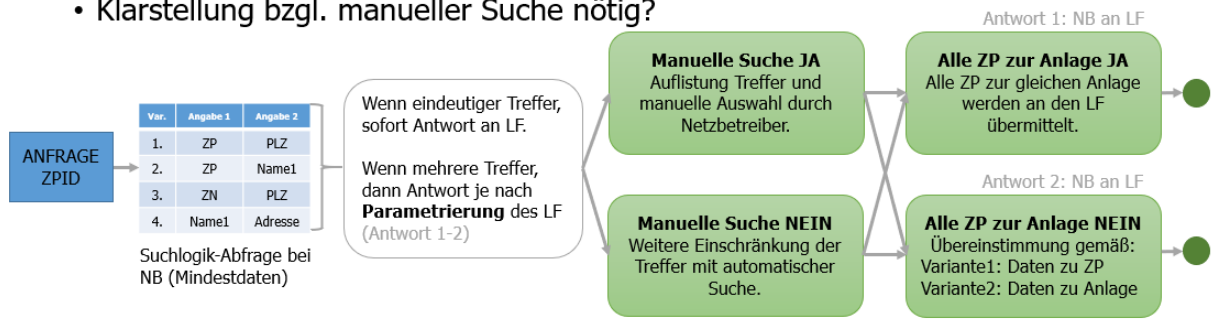 • Klarstellung bzgl. manueller Suche nötig?
ANFRAGE
ZPID
Var. Angabe 1 Angabe 2
1. ZP PLZ
2. ZP Name1
3. ZN PLZ
4. Name1 Adresse
Suchlogik-Abfrage bei
NB (Mindestdaten)
Wenn eindeutiger Treffer,
sofort Antwort an LF.
Wenn mehrere Treffer,
dann Antwort je nach
Parametrierung des LF
(Antwort 1-2)
Manuelle Suche JA
Auflistung Treffer und
manuelle Auswahl durch
Netzbetreiber.
Manuelle Suche NEIN
Weitere Einschränkung der
Treffer mit automatischer
Suche.
Antwort 1: NB an LF
Alle ZP zur Anlage JA
Alle ZP zur gleichen Anlage
werden an den LF
übermittelt.
Antwort 2: NB an LF
Alle ZP zur Anlage NEIN
Übereinstimmung gemäß:
Variante1: Daten zu ZP
Variante2: Daten zu Anlage